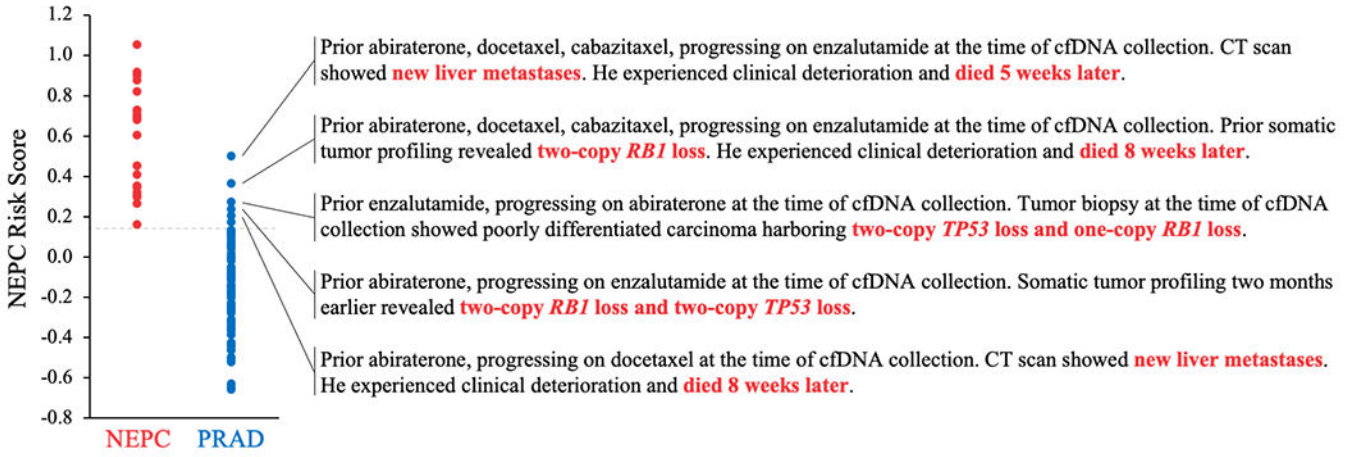 1.2
1.0
0.8
0.6
0.4
0.2
0.0
-0.2
-0.4
-0.6
-0.8
NEPC Risk Score
NEPC
PRAD
Prior abiraterone, docetaxel, cabazitaxel, progressing on enzalutamide at the time of cfDNA collection. CT scan
showed new liver metastases. He experienced clinical deterioration and died 5 weeks later.
Prior abiraterone, docetaxel, cabazitaxel, progressing on enzalutamide at the time of cfDNA collection. Prior somatic
tumor profiling revealed two-copy RB1 loss. He experienced clinical deterioration and died 8 weeks later.
Prior enzalutamide, progressing on abiraterone at the time of cfDNA collection. Tumor biopsy at the time of cfDNA
collection showed poorly differentiated carcinoma harboring two-copy TP53 loss and one-copy RB1 loss.
Prior abiraterone, progressing on enzalutamide at the time of cfDNA collection. Somatic tumor profiling two months
earlier revealed two-copy RB1 loss and two-copy TP53 loss.
Prior abiraterone, progressing on docetaxel at the time of cfDNA collection. CT scan showed new liver metastases.
He experienced clinical deterioration and died 8 weeks later.